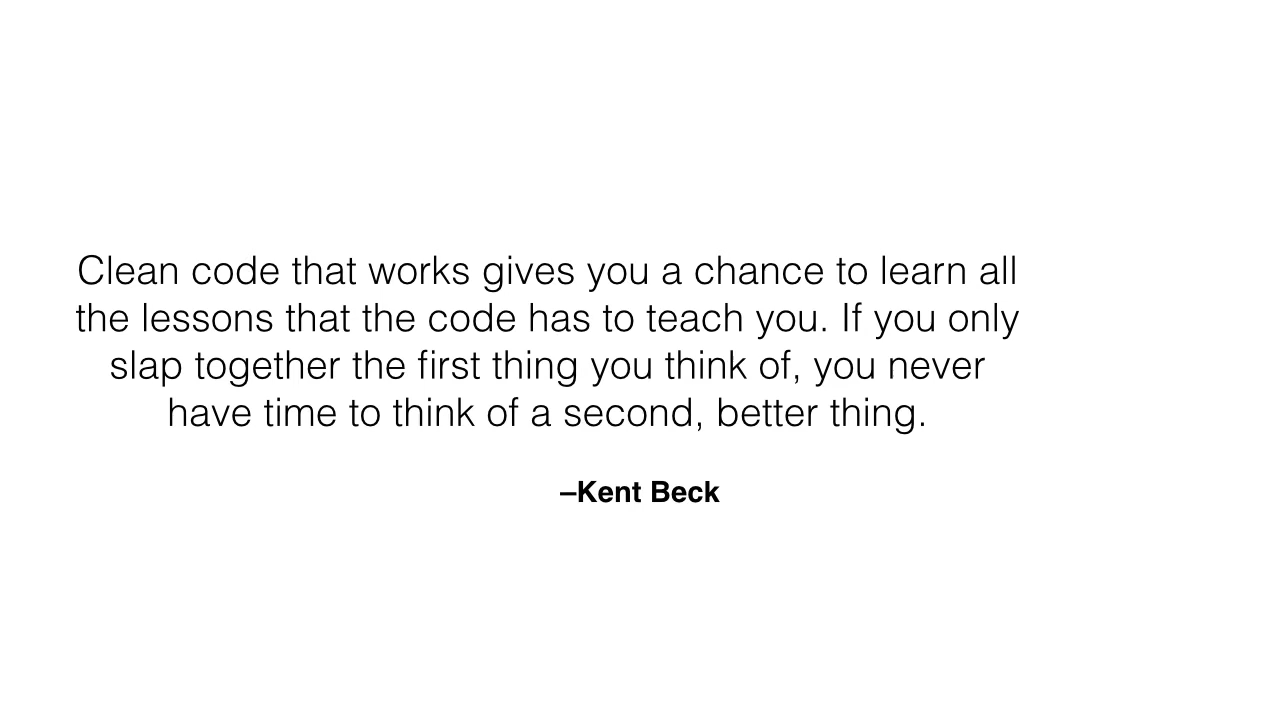 Clean code that works gives you a chance to learn all
the lessons that the code has to teach you. If you only
slap together the first thing you think of, you never
have time to think of a second, better thing.
–Kent Beck